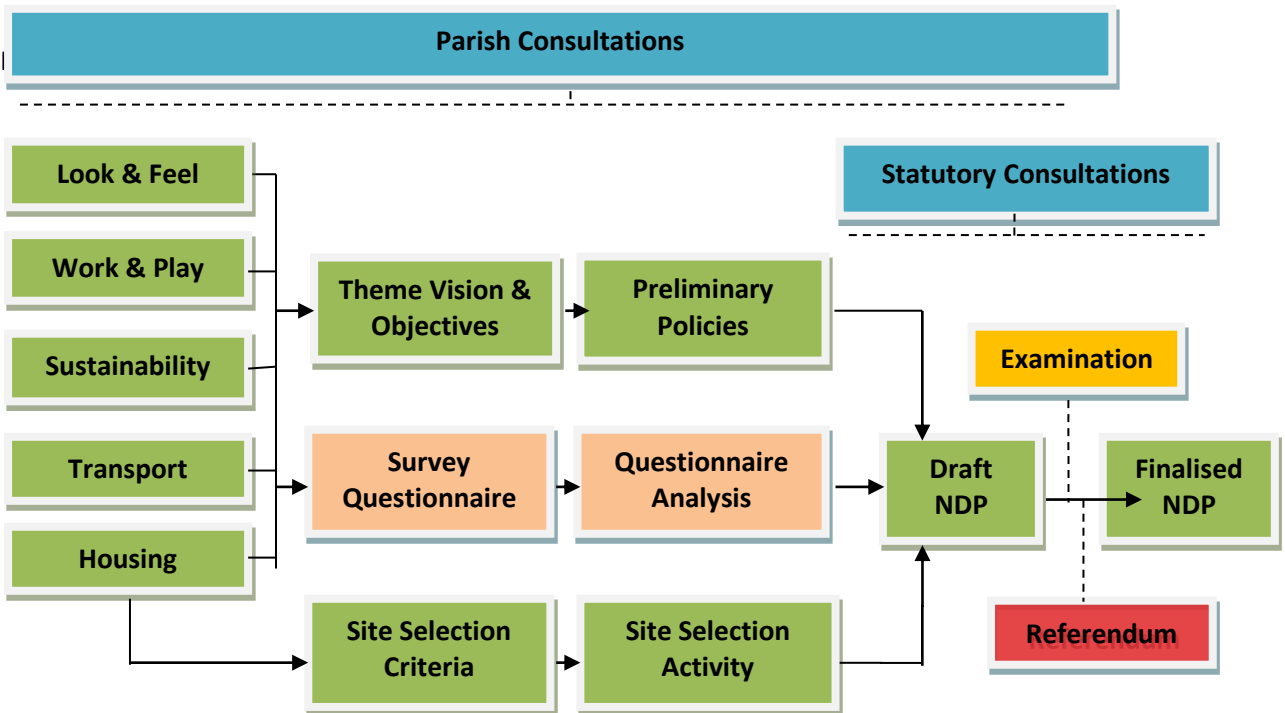 Parish Consultations
Look & Feel
Statutory Consultations
Work & Play
Theme Vision &
Objectives
Preliminary
Policies
Sustainability
Examination
Transport
Survey
Questionnaire
Questionnaire
Analysis
Draft
NDP
Finalised
NDP
Housing
Site Selection
Criteria
Site Selection
Activity
Referendum